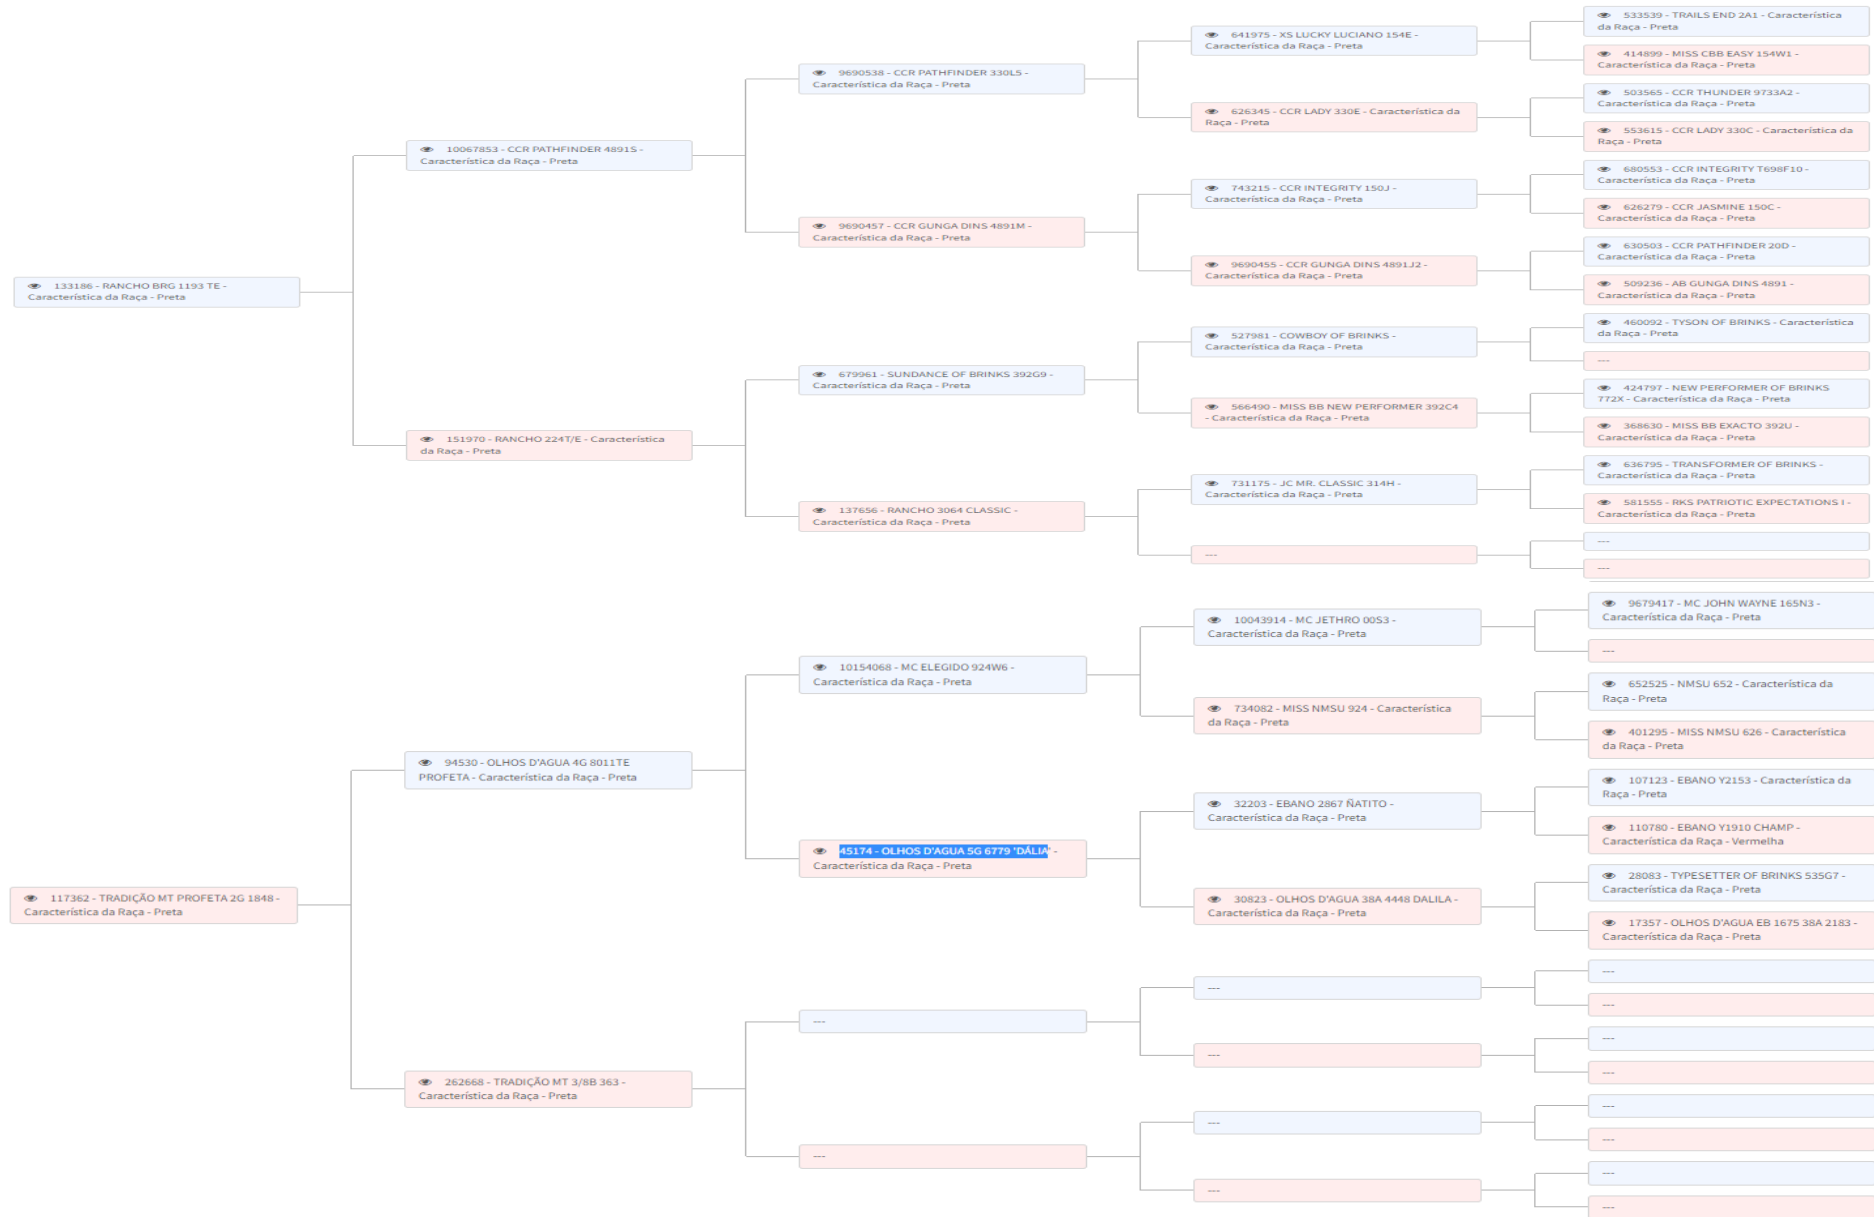 533539 - TRAILS END 2A1 - Característica
da Raça - Preta
641975 - XS LUCKY LUCIANO 154E -
Característica da Raça - Preta
414899 - MISS CBB EASY 154W1 -
Característica da Raça - Preta
9690538 - CCR PATHFINDER 330L5 -
Característica da Raça - Preta
503565 - CCR THUNDER 9733A2 -
Característica da Raça - Preta
626345 - CCR LADY 330E - Característica da
Raça - Preta
553615 - CCR LADY 330C - Característica da
Raça - Preta
10067853 - CCR PATHFINDER 4891S -
Característica da Raça - Preta
680553 - CCR INTEGRITY T698F10 -
Característica da Raça - Preta
743215 - CCR INTEGRITY 150J -
Característica da Raça - Preta
626279 - CCR JASMINE 150C -
Característica da Raça - Preta
9690457 - CCR GUNGA DINS 4891M -
Característica da Raça - Preta
630503 - CCR PATHFINDER 20D -
Característica da Raça - Preta
9690455 - CCR GUNGA DINS 4891J2 -
Característica da Raça - Preta
509236 - AB GUNGA DINS 4891 -
Característica da Raça - Preta
133186 - RANCHO BRG 1193 TE -
Característica da Raça - Preta
460092 - TYSON OF BRINKS - Característica
da Raça - Preta
527981 - COWBOY OF BRINKS -
Característica da Raça - Preta
---
679961 - SUNDANCE OF BRINKS 392G9 -
Característica da Raça - Preta
424797 - NEW PERFORMER OF BRINKS
772X - Característica da Raça - Preta
566490 - MISS BB NEW PERFORMER 392C4
- Característica da Raça - Preta
368630 - MISS BB EXACTO 392U -
Característica da Raça - Preta
151970 - RANCHO 224T/E - Característica
da Raça - Preta
636795 - TRANSFORMER OF BRINKS -
Característica da Raça - Preta
731175 - JC MR. CLASSIC 314H -
Característica da Raça - Preta
581555 - RKS PATRIOTIC EXPECTATIONS I -
Característica da Raça - Preta
137656 - RANCHO 3064 CLASSIC -
Característica da Raça - Preta
---
---
---
9679417 - MC JOHN WAYNE 165N3 -
Característica da Raça - Preta
10043914 - MC JETHRO 00S3 -
Característica da Raça - Preta
---
10154068 - MC ELEGIDO 924W6 -
Característica da Raça - Preta
652525 - NMSU 652 - Característica da
Raça - Preta
734082 - MISS NMSU 924 - Característica
da Raça - Preta
401295 - MISS NMSU 626 - Característica
da Raça - Preta
94530 - OLHOS D'AGUA 4G 8011TE
PROFETA - Característica da Raça - Preta
107123 - EBANO Y2153 - Característica da
Raça - Preta
32203 - EBANO 2867 ÑATITO -
Característica da Raça - Preta
110780 - EBANO Y1910 CHAMP -
Característica da Raça - Vermelha
45174 - OLHOS D'AGUA 5G 6779 'DÁLIA' -
Característica da Raça - Preta
28083 - TYPESETTER OF BRINKS 535G7 -
Característica da Raça - Preta
30823 - OLHOS D'AGUA 38A 4448 DALILA -
Característica da Raça - Preta
17357 - OLHOS D'AGUA EB 1675 38A 2183 -
Característica da Raça - Preta
117362 - TRADIÇÃO MT PROFETA 2G 1848 -
Característica da Raça - Preta
---
---
---
---
---
---
---
262668 - TRADIÇÃO MT 3/8B 363 -
Característica da Raça - Preta
---
---
---
---
---
---
---